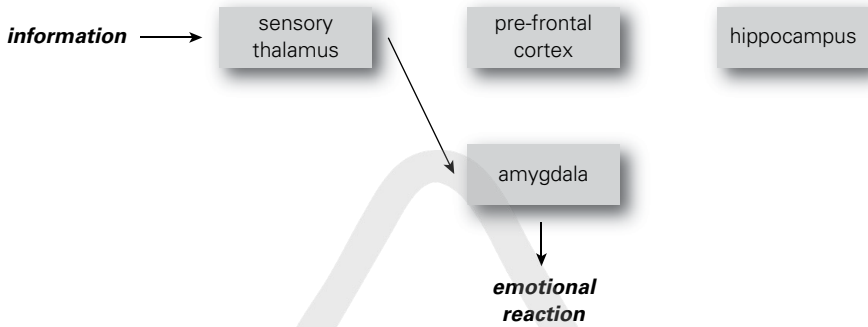 information
sensory
thalamus
pre-frontal
cortex
hippocampus
amygdala
emotional
reaction